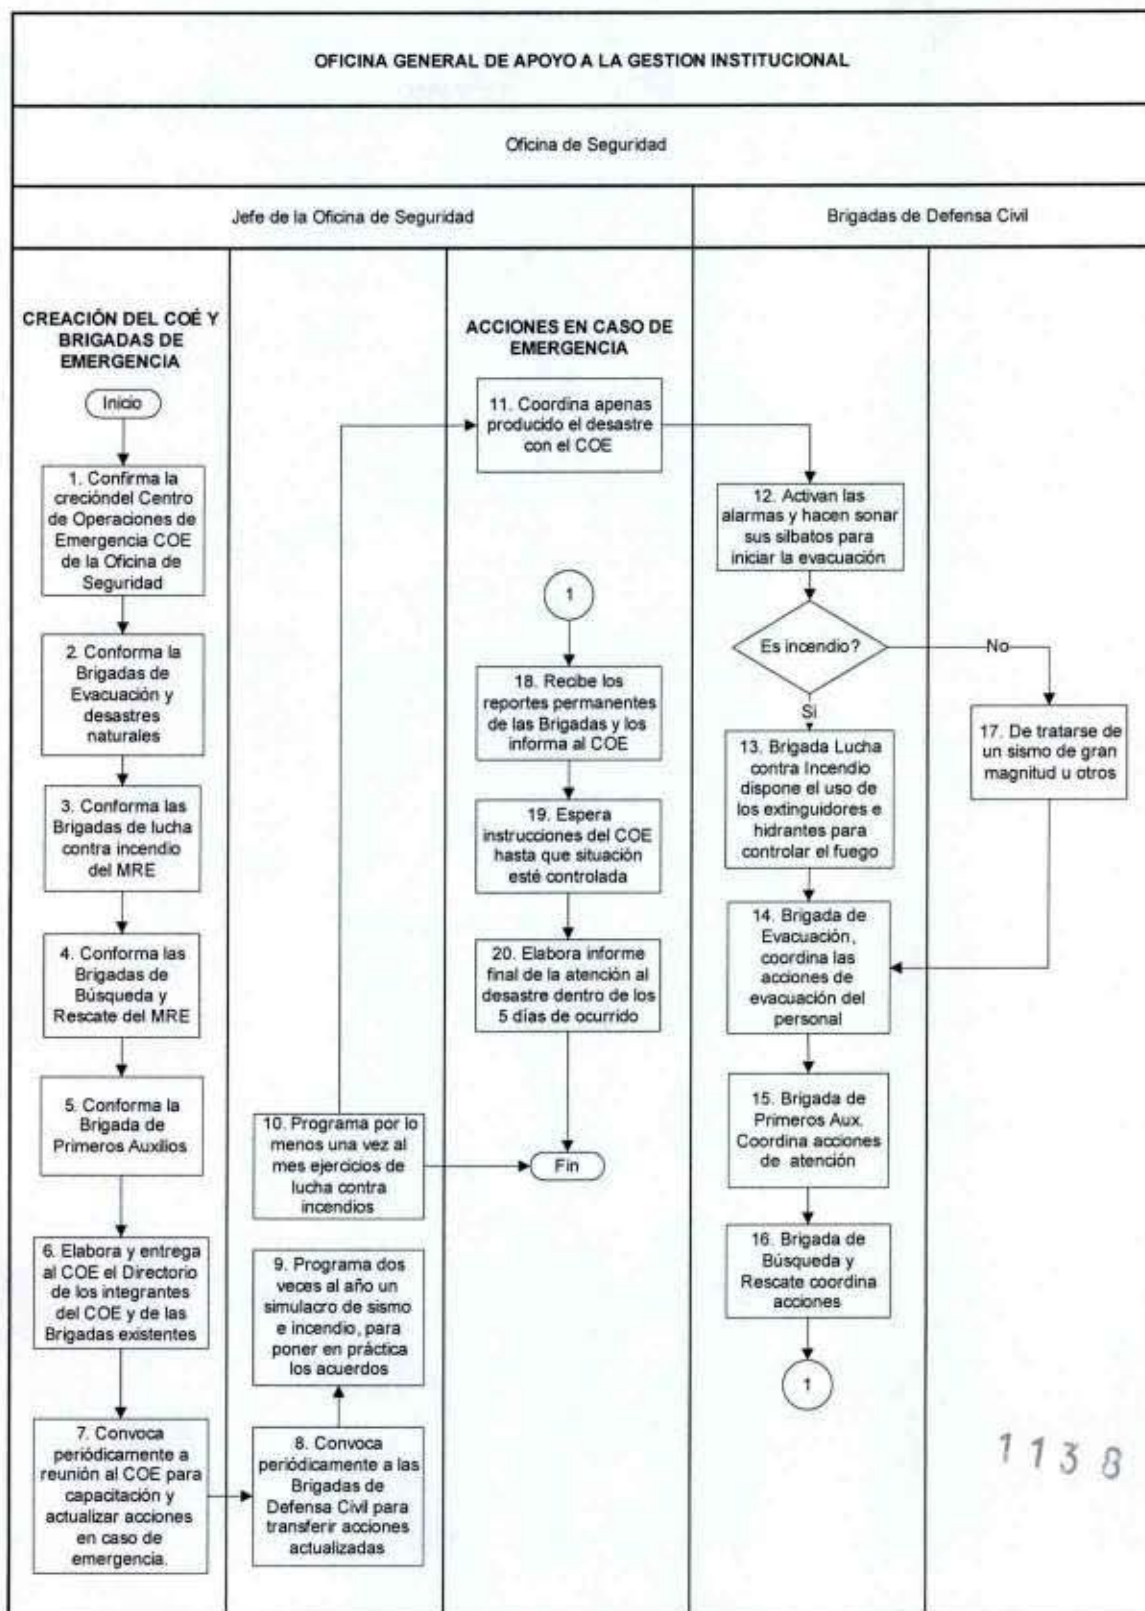 OFICINA GENERAL DE APOYO A LA GESTION INSTITUCIONAL
Oficina de Seguridad
Jefe de la Oficina de Seguridad
Brigadas de Defensa Civil
CREACIÓN DEL COÉ Y
BRIGADAS DE
EMERGENCIA
Inicio
1. Confirma la
crecióndel Centro
de Operaciones de
Emergencia COE
de la Oficina de
Seguridad
2. Conforma la
Brigadas de
Evacuación y
desastres
naturales
3. Conforma las
Brigadas de lucha
contra incendio
del MRE
4. Conforma las
Brigadas de
Búsqueda y
Rescate del MRE
5. Conforma la
Brigada de
Primeros Auxilios
6. Elabora y entrega
al COE el Directorio
de los integrantes
del COE y de las
Brigadas existentes
7. Convoca
periódicamente a
reunión al COE para
capacitación y
actualizar acciones
en caso de
emergencia.
8. Convoca
periódicamente a las
Brigadas de
Defensa Civil para
transferir acciones
actualizadas
9. Programa dos
veces al año un
simulacro de sismo
e incendio, para
poner en práctica
los acuerdos
10. Programa por lo
menos una vez al
mes ejercicios de
lucha contra
incendios
ACCIONES EN CASO DE
EMERGENCIA
11. Coordina apenas
producido el desastre
con el COE
1
18. Recibe los
reportes permanentes
de las Brigadas y los
informa al COE
19. Espera
instrucciones del COE
hasta que situación
esté controlada
20. Elabora informe
final de la atención al
desastre dentro de los
5 días de ocurrido
Fin
12. Activan las
alarmas y hacen sonar
sus silbatos para
iniciar la evacuación
Es incendio?
No
Si
13. Brigada Lucha
contra Incendio
dispone el uso de
los extinguidores e
hidrantes para
controlar el fuego
17. De tratarse de
un sismo de gran
magnitud u otros
14. Brigada de
Evacuación,
coordina las
acciones de
evacuación del
personal
15. Brigada de
Primeros Aux.
Coordina acciones
de atención
16. Brigada de
Búsqueda y
Rescate coordina
acciones
1
1138